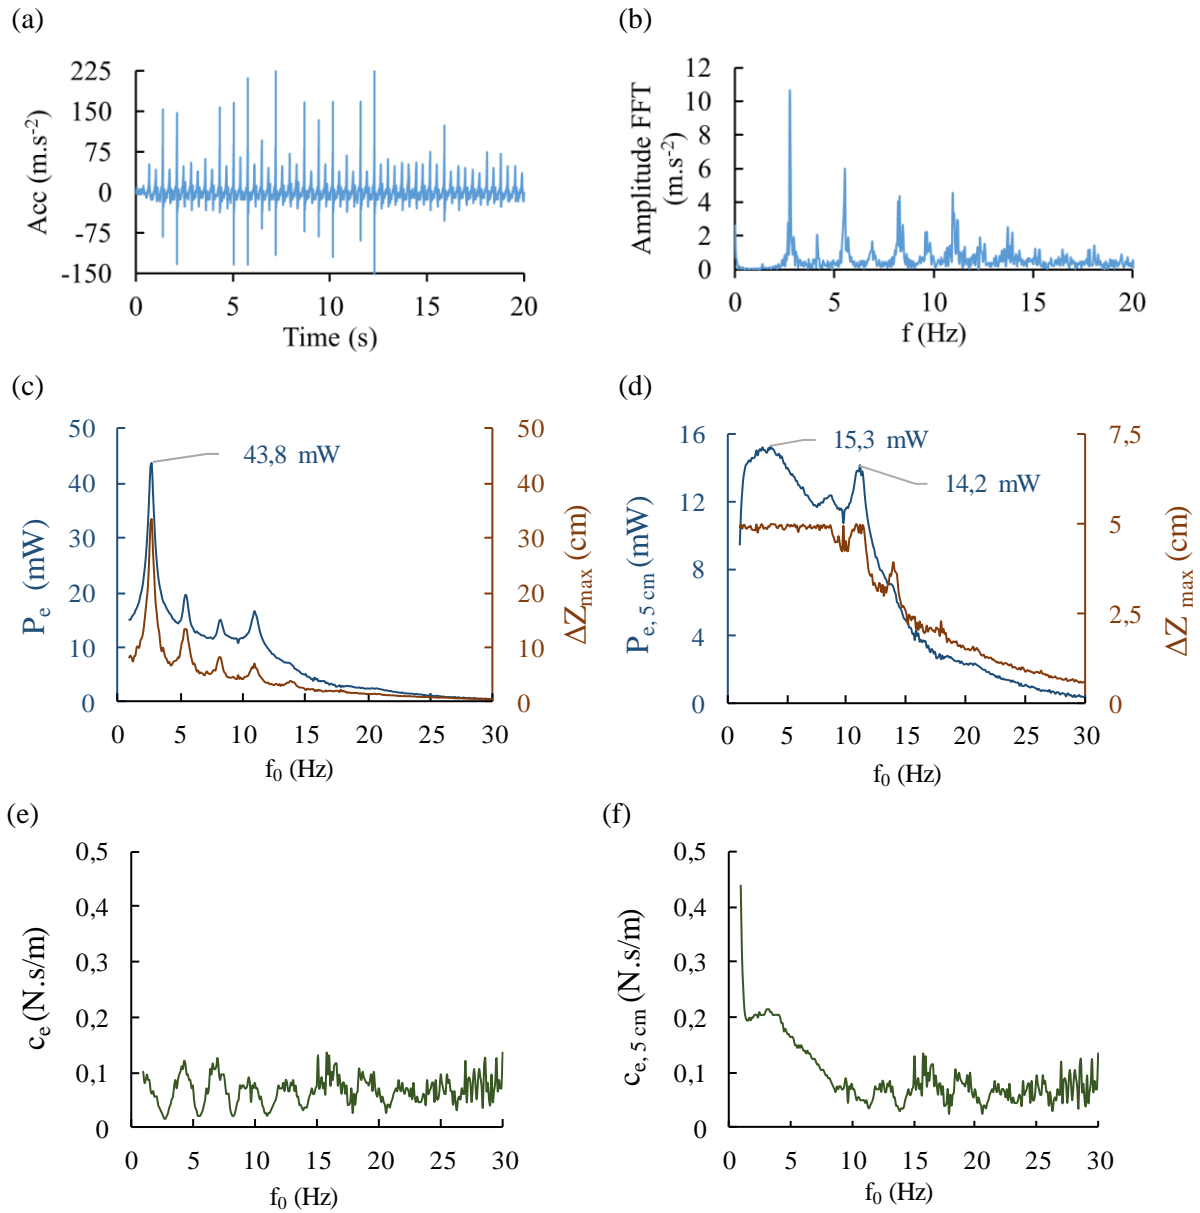 (a)
(b)
Acc (m.s-2)
225
150
75
0
-75
-150
0 5 10 15 20
Time (s)
Amplitude FFT
(m.s-2)
12
10
8
6
4
2
0
0 5 10 15 20
f (Hz)
(c)
(d)
Pe (mW)
50
40
30
20
10
0
43,8 mW
50
40
30
20
10
0
ΔZmax (cm)
0 5 10 15 20 25 30
f0 (Hz)
Pe, 5 cm (mW)
16
12
8
4
0
15,3 mW
14,2 mW
7,5
5
2,5
0
ΔZ max (cm)
0 5 10 15 20 25 30
f0 (Hz)
(e)
(f)
ce (N.s/m)
0,5
0,4
0,3
0,2
0,1
0
0 5 10 15 20 25 30
f0 (Hz)
ce, 5 cm (N.s/m)
0,5
0,4
0,3
0,2
0,1
0
0 5 10 15 20 25 30
f0 (Hz)